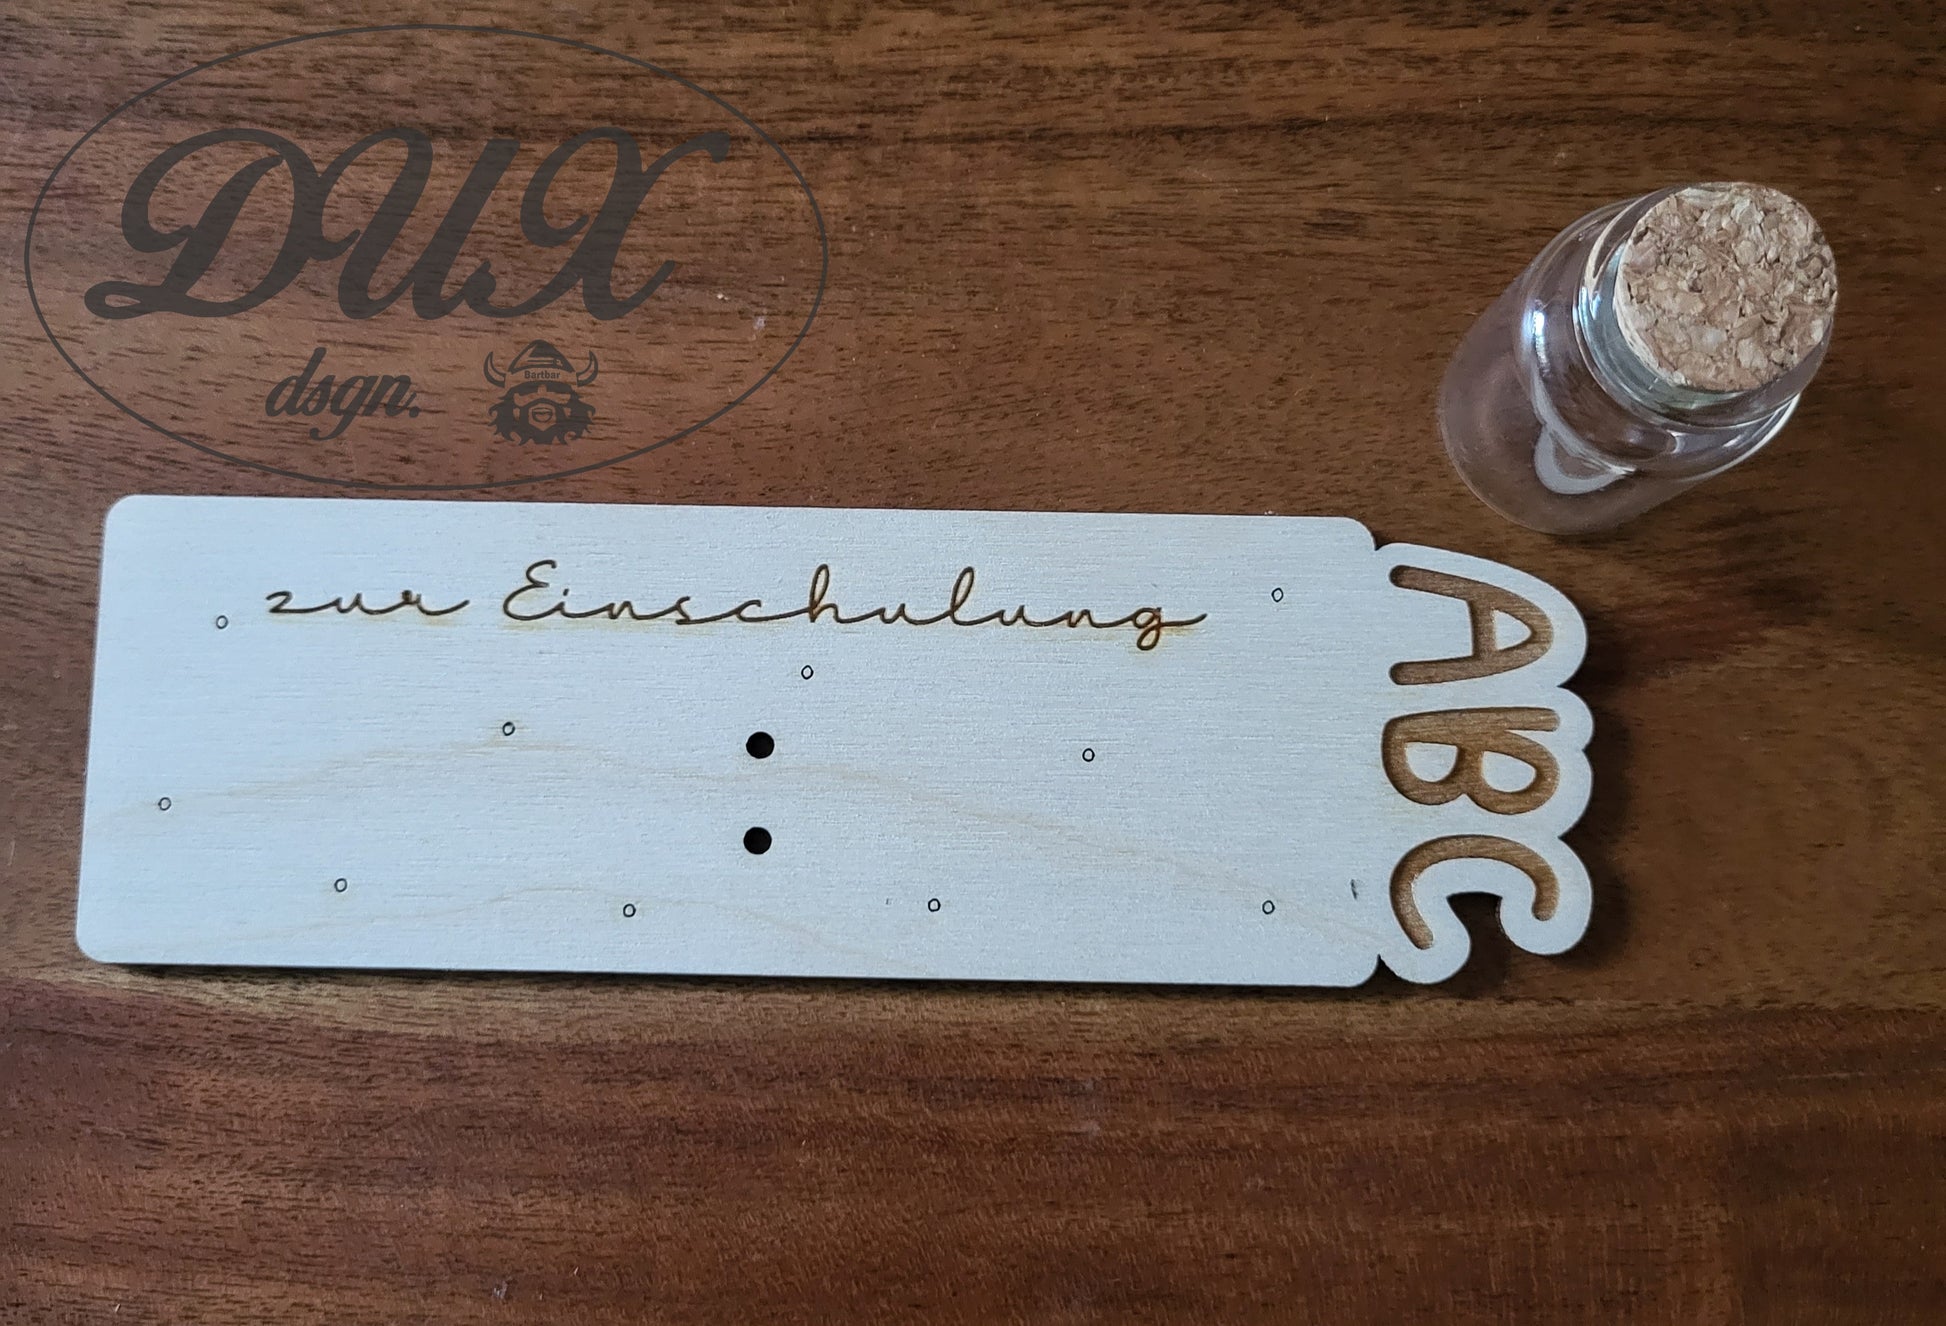 DUX
dsgn.
Bartbar
zur Einschulung
ABC